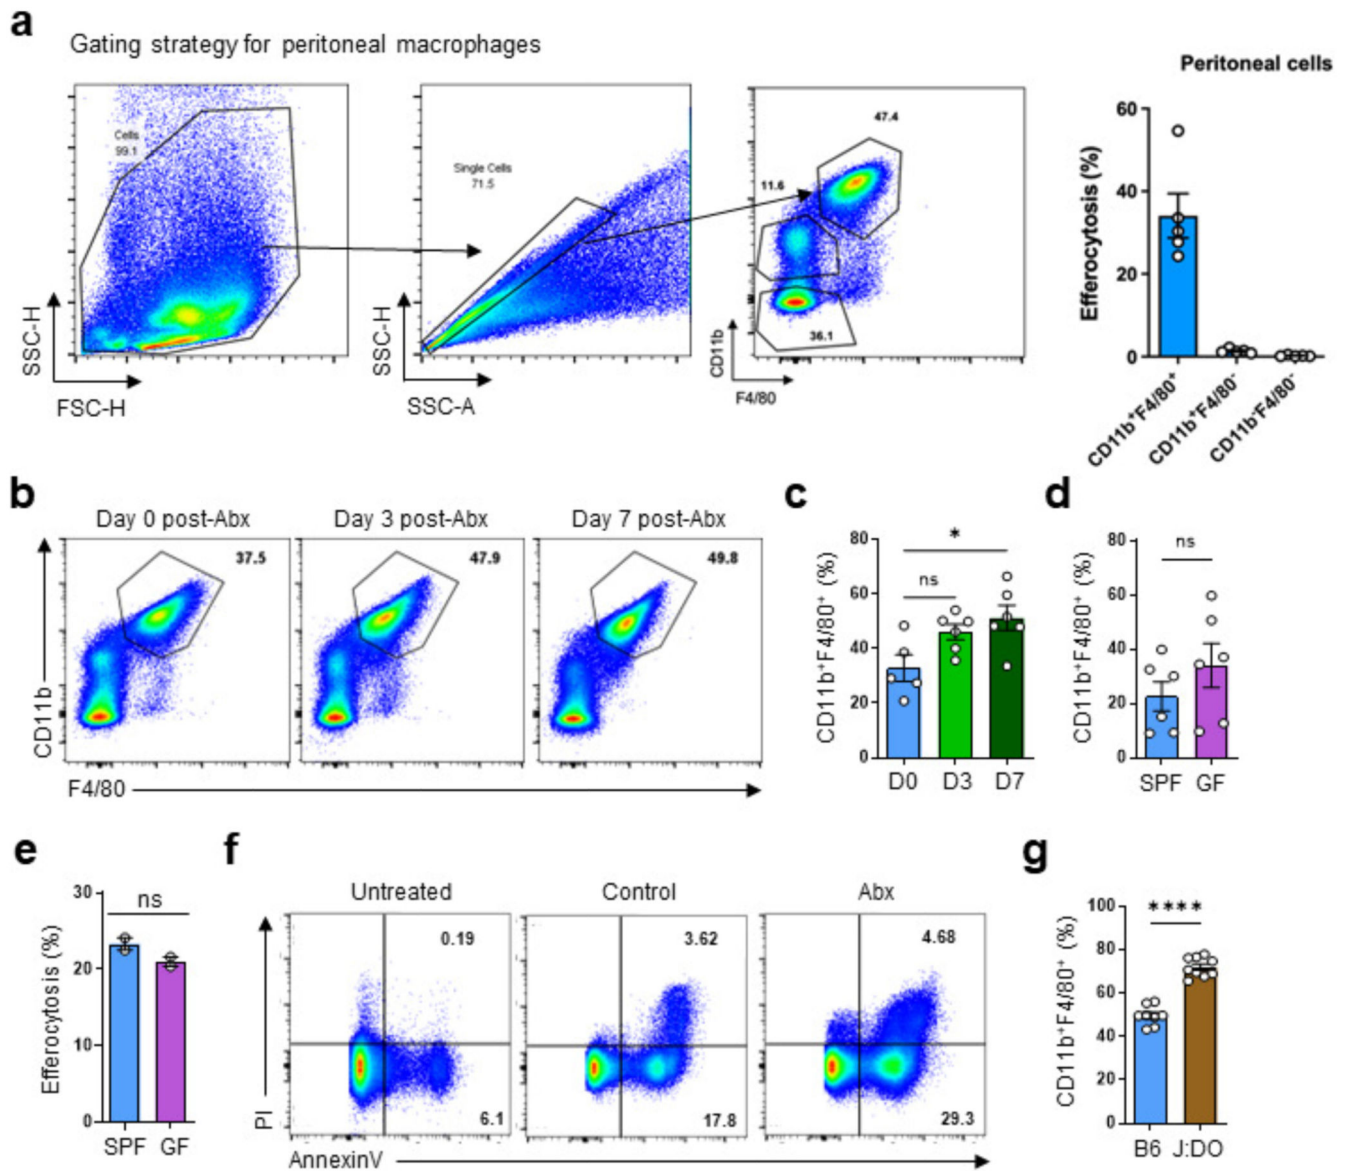 a
Gating strategy for peritoneal macrophages
Cells
99.1
SSC-H
FSC-H
Single Cells
71.5
SSC-H
SSC-A
47.4
11.6
36.1
CD11b
F4/80
Peritoneal cells
Efferocytosis (%)
60
40
20
0
CD11b⁺F4/80⁺
CD11b⁺F4/80⁻
CD11b⁻F4/80⁻
b
Day 0 post-Abx
Day 3 post-Abx
Day 7 post-Abx
37.5
47.9
49.8
CD11b
F4/80
c
CD11b⁺F4/80⁺ (%)
80
60
40
20
0
*
ns
D0 D3 D7
d
CD11b⁺F4/80⁺ (%)
80
60
40
20
0
ns
SPF GF
e
Efferocytosis (%)
30
20
10
0
ns
SPF GF
f
Untreated
Control
Abx
0.19
3.62
4.68
6.1
17.8
29.3
PI
AnnexinV
g
CD11b⁺F4/80⁺ (%)
100
80
60
40
20
0
****
B6 J:DO